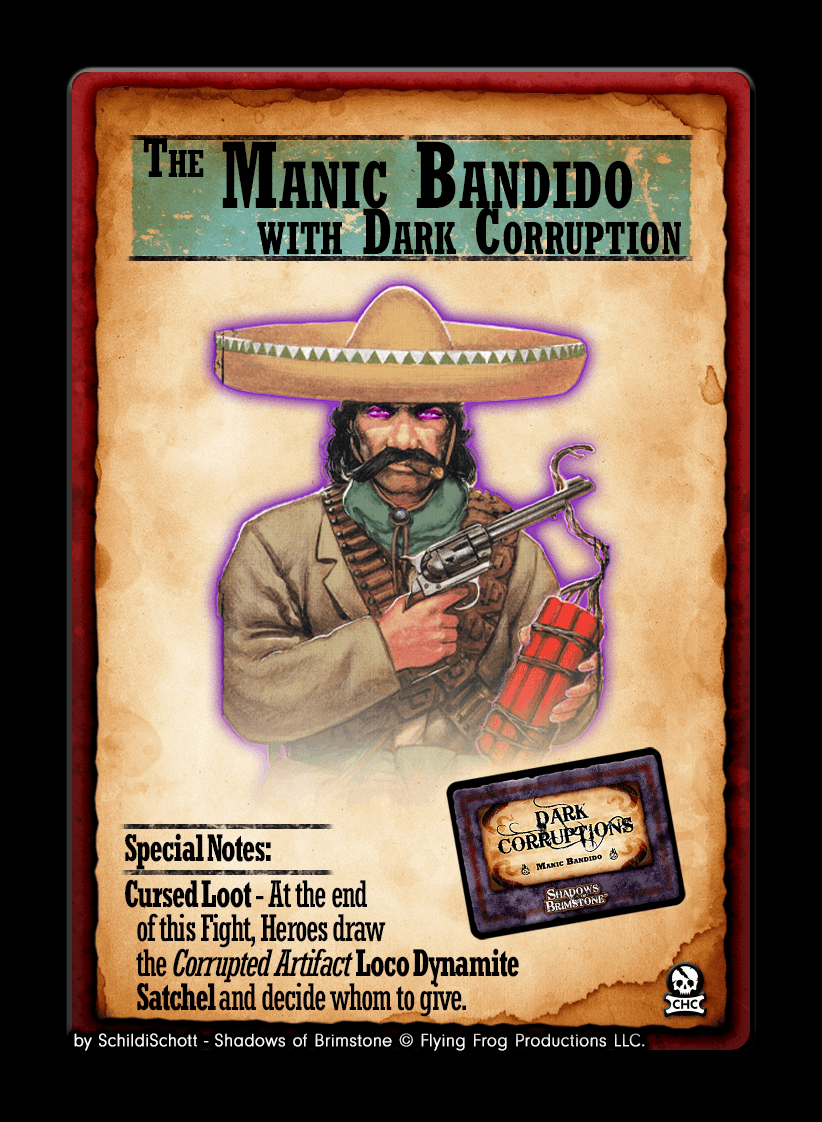 The Manic Bandido
with Dark Corruption
Dark
Corruptions
Manic Bandido
Shadows
of
Brimstone
Special Notes:
Cursed Loot - At the end
of this Fight, Heroes draw
the Corrupted Artifact Loco Dynamite
Satchel and decide whom to give.
CHC
by SchildiSchott - Shadows of Brimstone © Flying Frog Productions LLC.